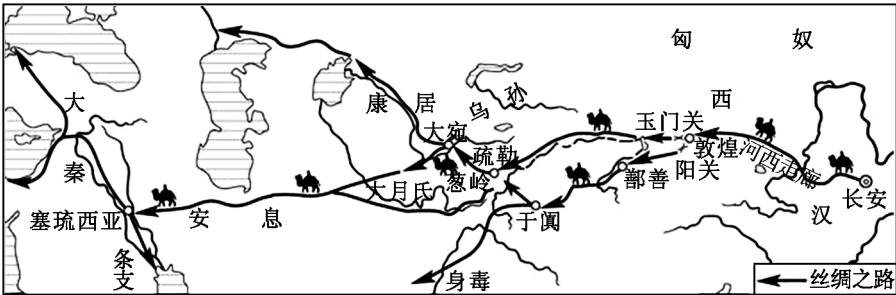 匈奴
西
大
康居
乌孙
大宛
疏勒
玉门关
敦煌
阳关
河西走廊
秦
大月氏
葱岭
鄯善
长安
汉
塞琉西亚
安息
于阗
条支
身毒
丝绸之路